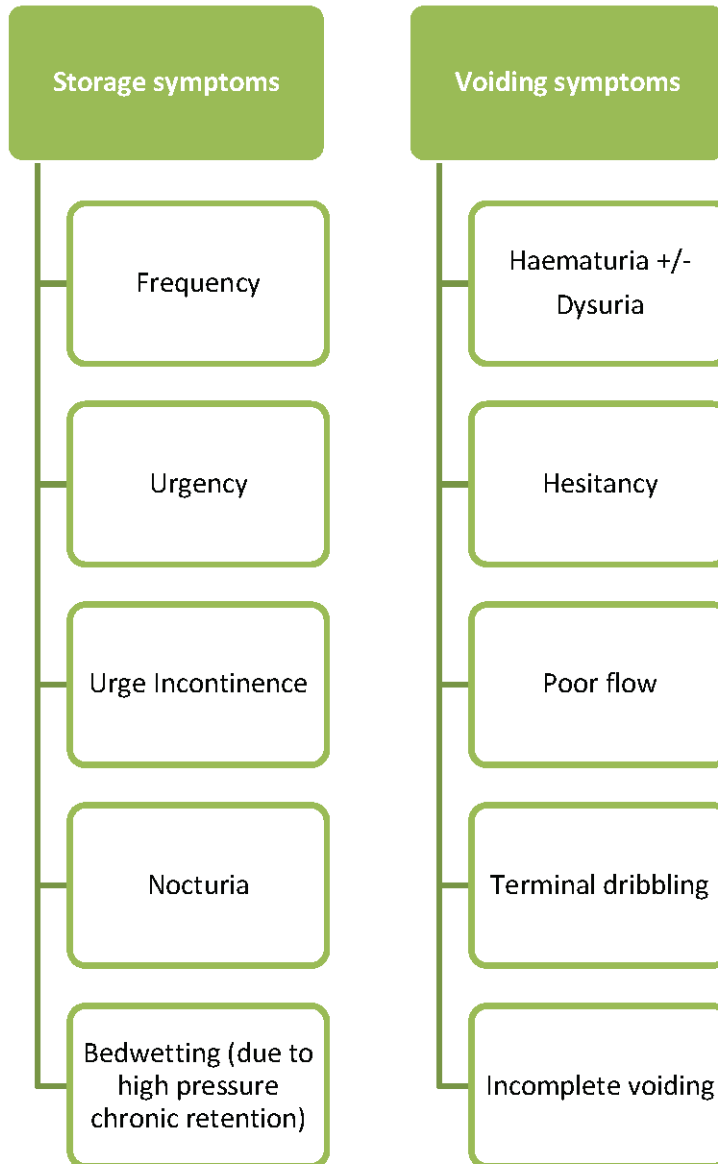 Storage symptoms
Frequency
Urgency
Urge Incontinence
Nocturia
Bedwetting (due to
high pressure
chronic retention)
Voiding symptoms
Haematuria +/-
Dysuria
Hesitancy
Poor flow
Terminal dribbling
Incomplete voiding